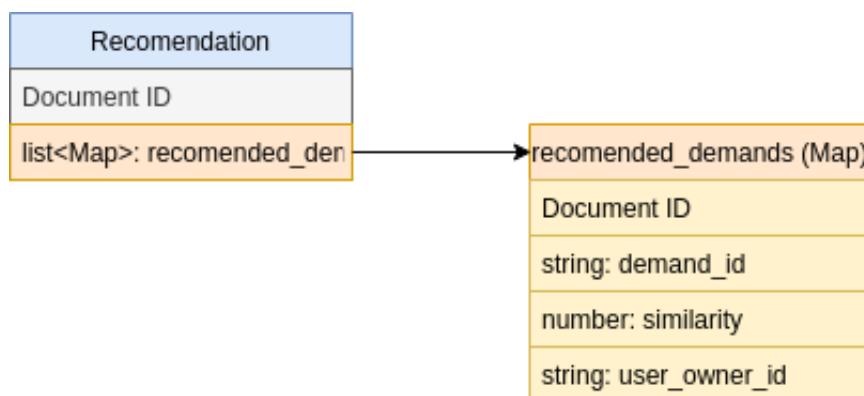 Recomendation
Document ID
list<Map>: recomended_den
recomended_demands (Map)
Document ID
string: demand_id
number: similarity
string: user_owner_id